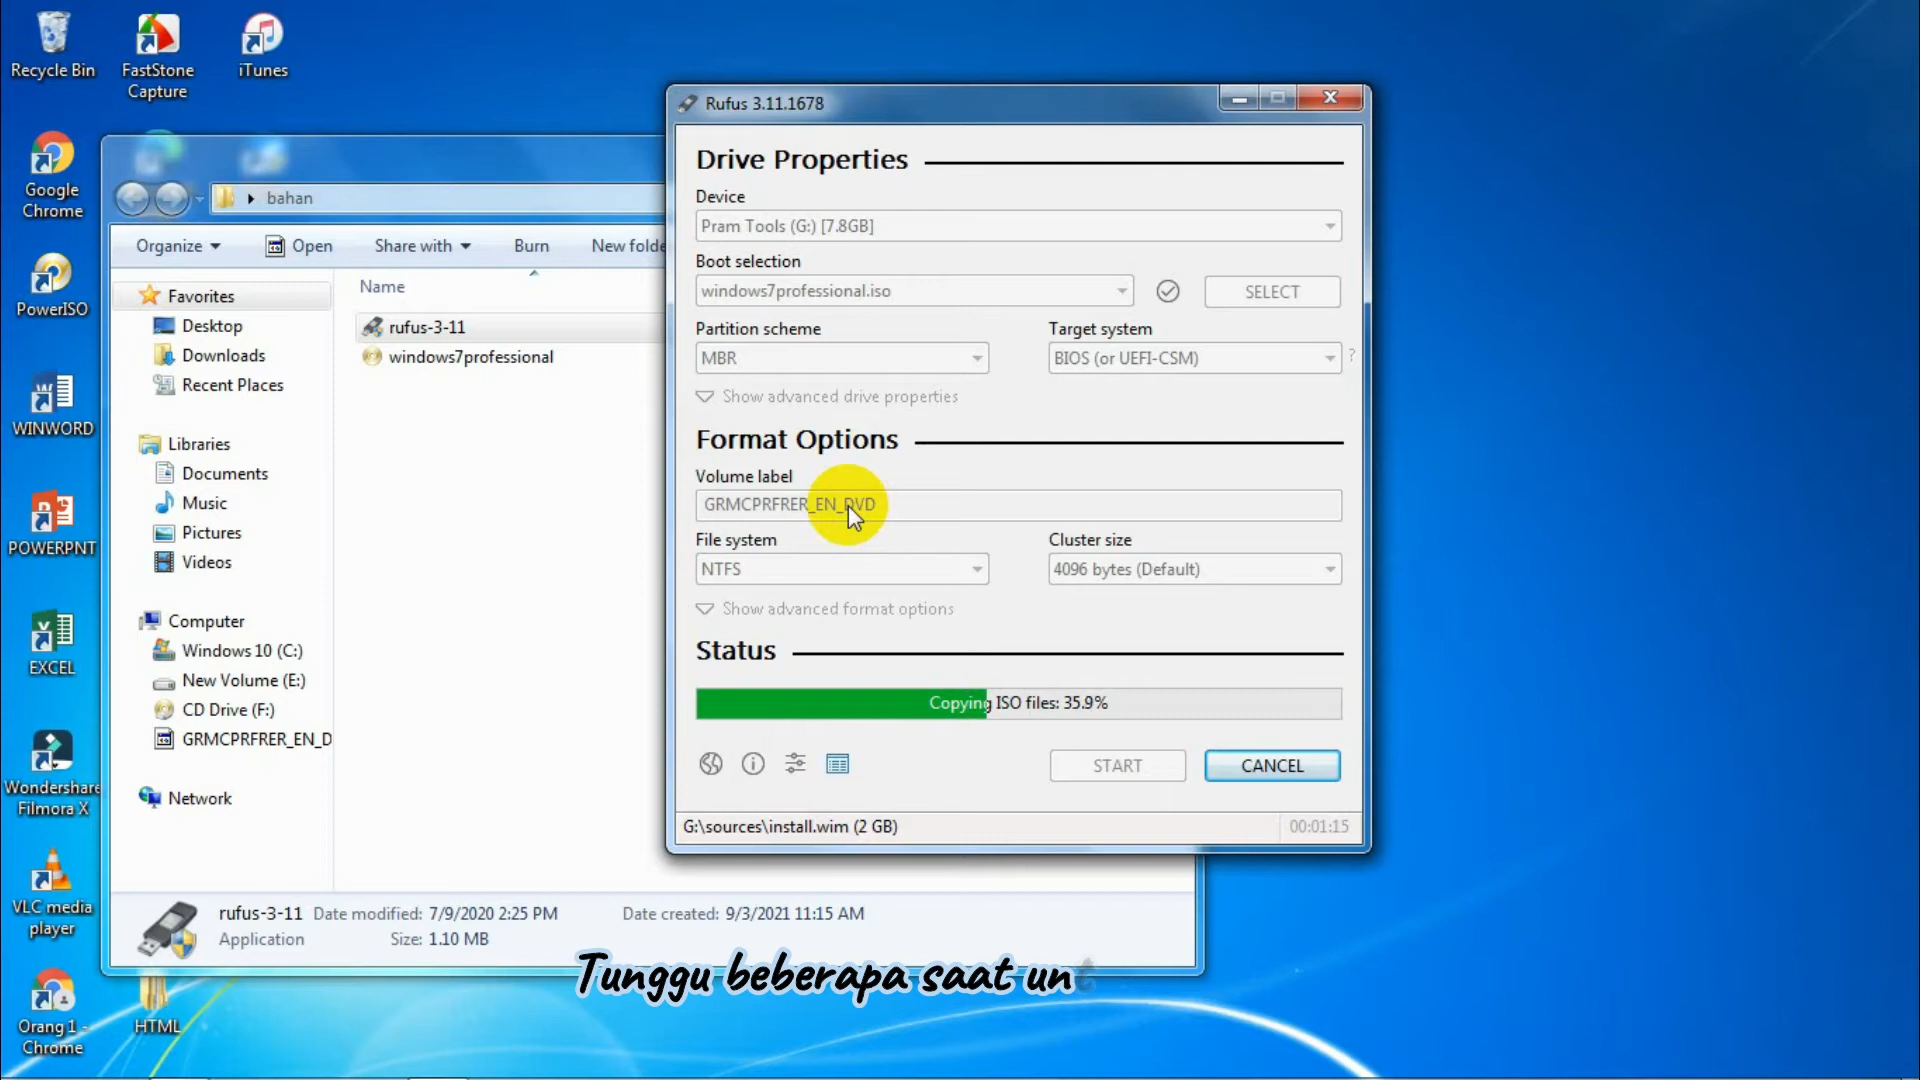 Recycle Bin
FastStone
Capture
iTunes
Google
Chrome
PowerISO
WINWORD
POWERPNT
EXCEL
Wondershare
Filmora X
VLC media
player
Orang 1 -
Chrome
HTML
bahan
Organize
Open
Share with
Burn
New folde
Name
Favorites
Desktop
Downloads
Recent Places
Libraries
Documents
Music
Pictures
Videos
Computer
Windows 10 (C:)
New Volume (E:)
CD Drive (F:)
GRMCPRFRER_EN_D
Network
rufus-3-11
windows7professional
rufus-3-11 Date modified: 7/9/2020 2:25 PM Date created: 9/3/2021 11:15 AM
Application Size: 1.10 MB
Rufus 3.11.1678
Drive Properties
Device
Pram Tools (G:) [7.8GB]
Boot selection
windows7professional.iso
SELECT
Partition scheme Target system
MBR BIOS (or UEFI-CSM) ?
Show advanced drive properties
Format Options
Volume label
GRMCPRFRER_EN_DVD
File system Cluster size
NTFS 4096 bytes (Default)
Show advanced format options
Status
Copying ISO files: 35.9%
START CANCEL
G:\sources\install.wim (2 GB) 00:01:15
Tunggu beberapa saat unt